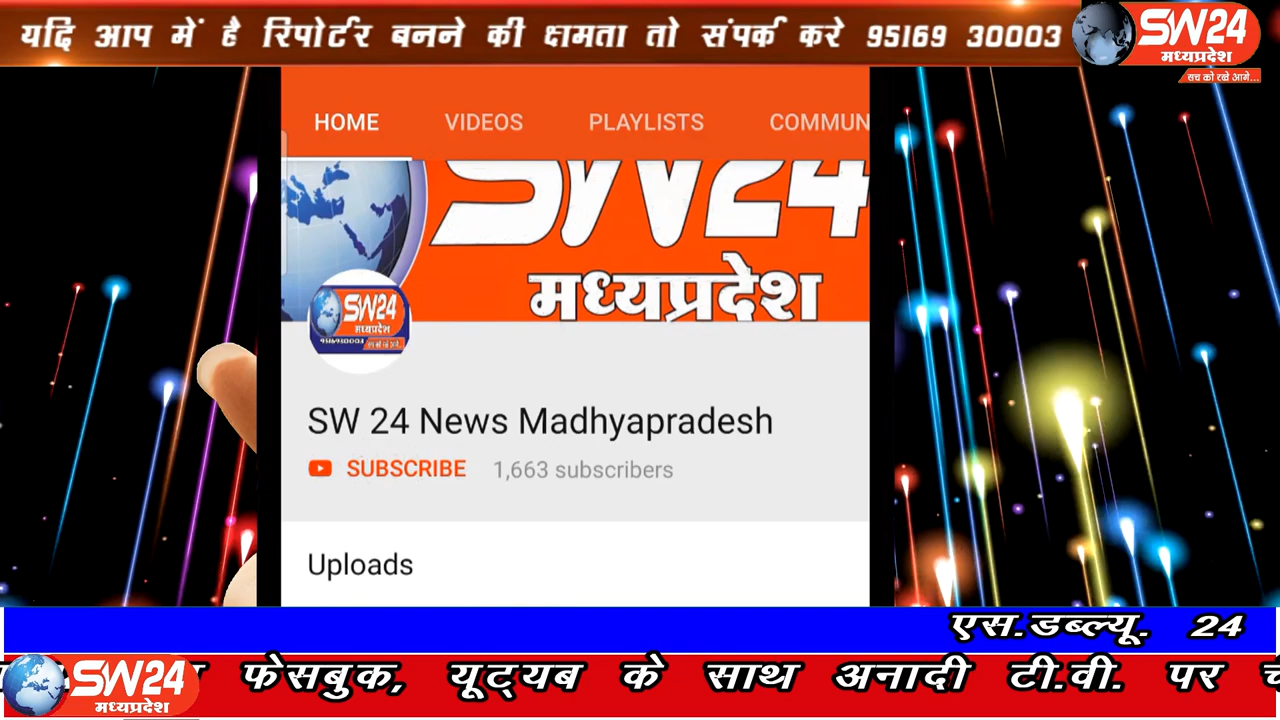 यदि आप में है रिपोर्टर बनने की क्षमता तो संपर्क करे 95169 30003
SW24
मध्यप्रदेश
सच को रखे आगे...
HOME VIDEOS PLAYLISTS COMMUN
SW24
मध्यप्रदेश
SW24
मध्यप्रदेश
9516930003
SW 24 News Madhyapradesh
SUBSCRIBE 1,663 subscribers
Uploads
एस.डब्ल्यू. 24
फेसबुक, यूट्यब के साथ अनादी टी.वी. पर
SW24
मध्यप्रदेश